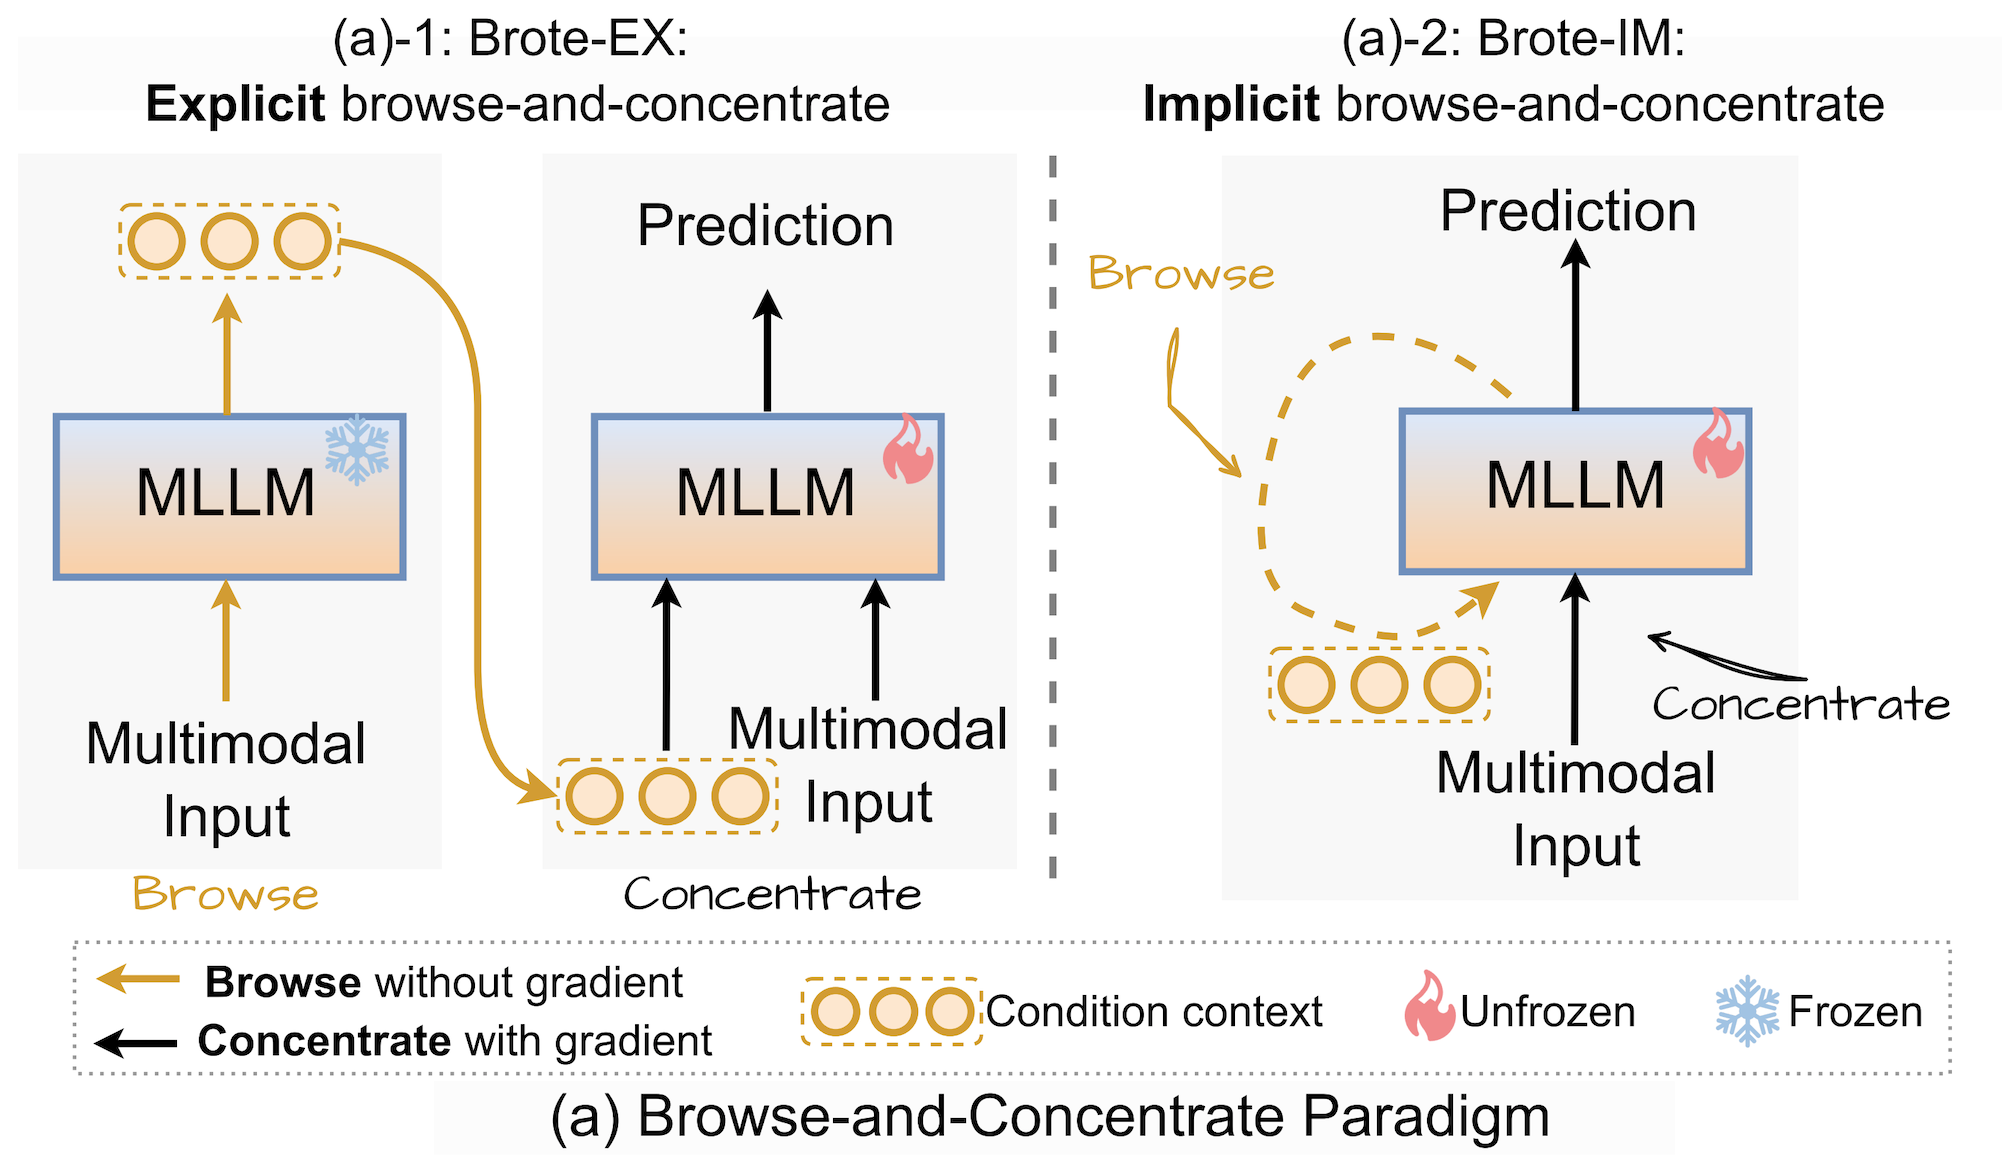 (a)-1: Brote-EX:
Explicit browse-and-concentrate
Prediction
MLLM
MLLM
Multimodal
Input
Multimodal
Input
Browse
Concentrate
(a)-2: Brote-IM:
Implicit browse-and-concentrate
Prediction
Browse
MLLM
Concentrate
Multimodal
Input
Browse without gradient
Concentrate with gradient
Condition context
Unfrozen
Frozen
(a) Browse-and-Concentrate Paradigm